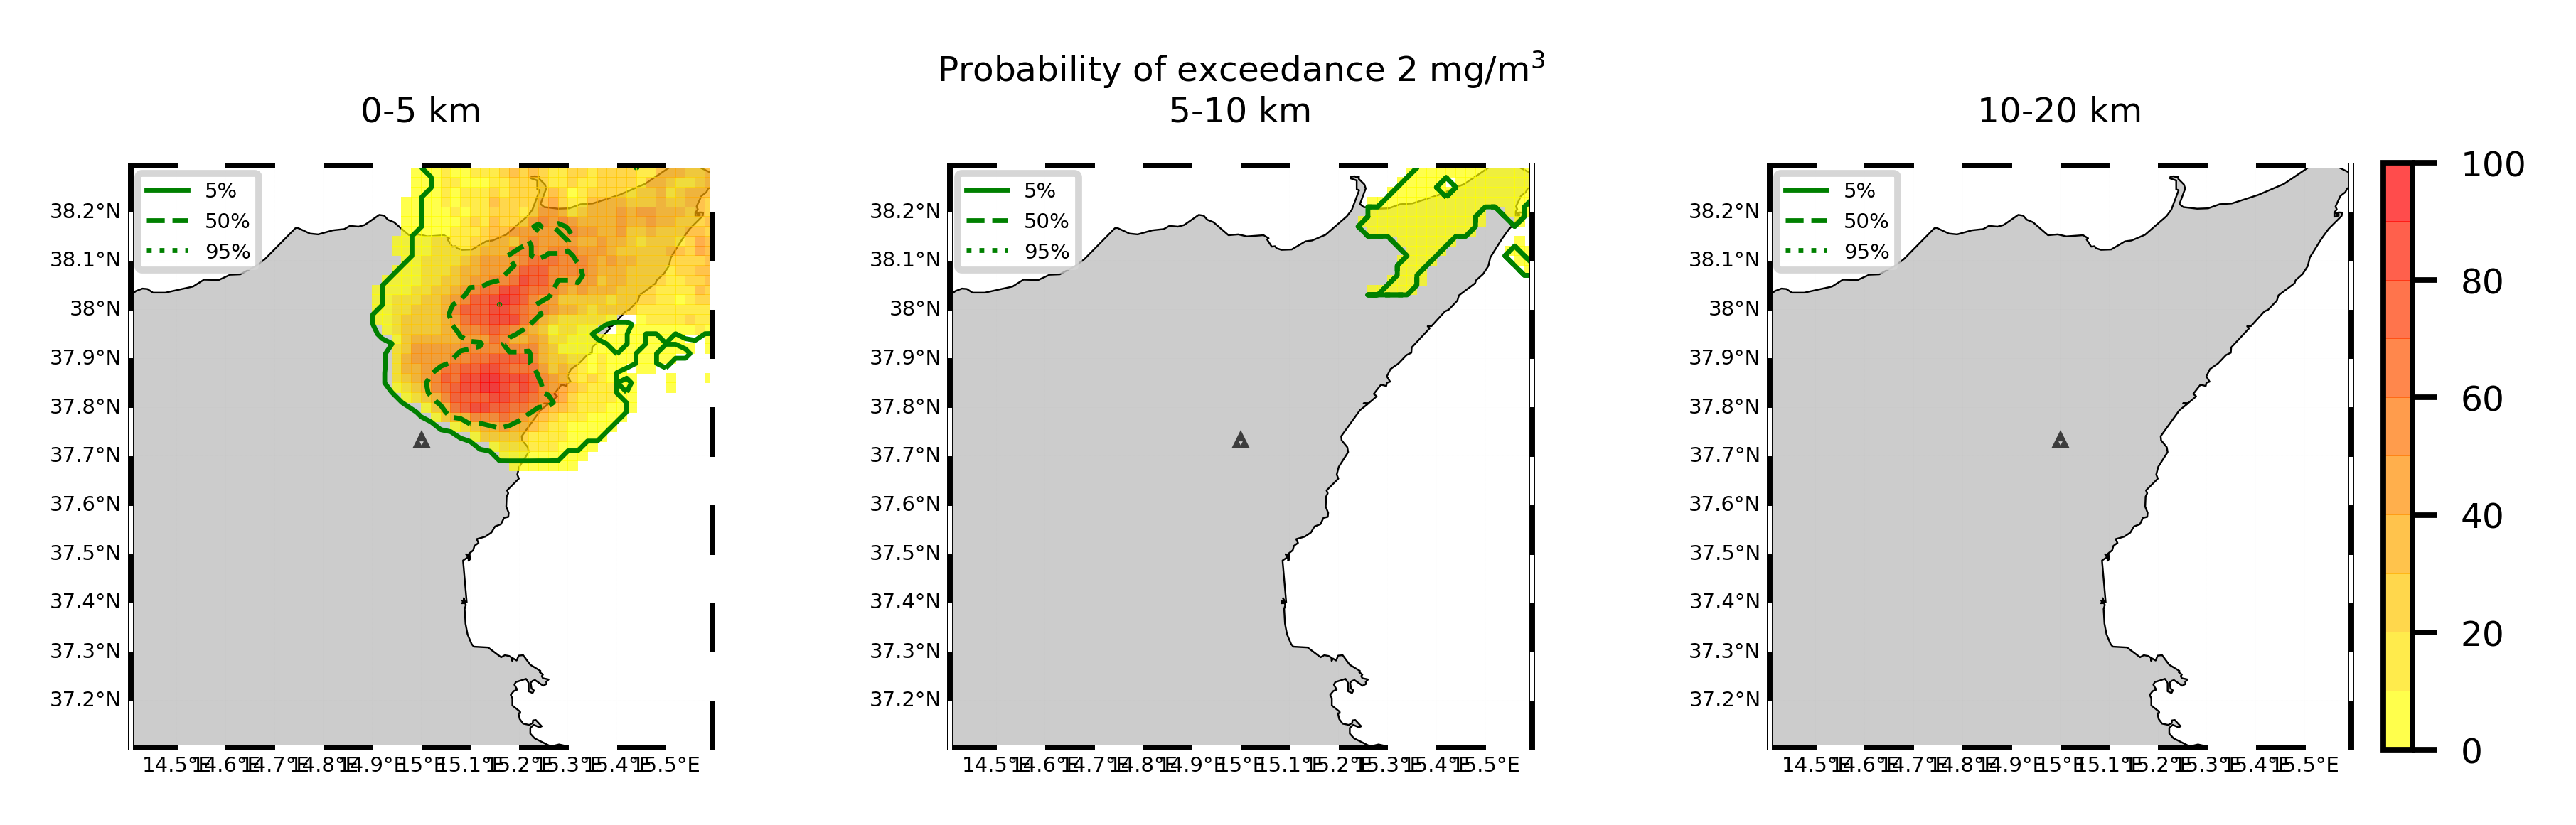 Probability of exceedance 2 mg/m³
0-5 km
5-10 km
10-20 km
5%
50%
95%
38.2°N
38.1°N
38°N
37.9°N
37.8°N
37.7°N
37.6°N
37.5°N
37.4°N
37.3°N
37.2°N
14.5°E 14.6°E 14.7°E 14.8°E 14.9°E 15°E 15.1°E 15.2°E 15.3°E 15.4°E 15.5°E
5%
50%
95%
38.2°N
38.1°N
38°N
37.9°N
37.8°N
37.7°N
37.6°N
37.5°N
37.4°N
37.3°N
37.2°N
14.5°E 14.6°E 14.7°E 14.8°E 14.9°E 15°E 15.1°E 15.2°E 15.3°E 15.4°E 15.5°E
5%
50%
95%
38.2°N
38.1°N
38°N
37.9°N
37.8°N
37.7°N
37.6°N
37.5°N
37.4°N
37.3°N
37.2°N
14.5°E 14.6°E 14.7°E 14.8°E 14.9°E 15°E 15.1°E 15.2°E 15.3°E 15.4°E 15.5°E
100
80
60
40
20
0